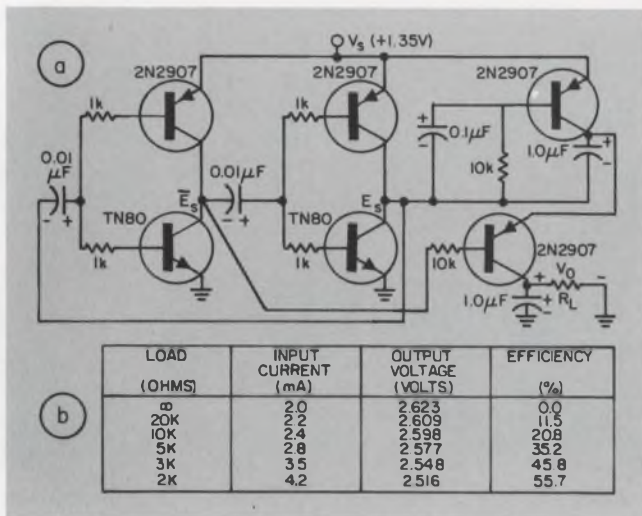 a
Vs (+1.35V)
2N2907
2N2907
2N2907
1k
1k
0.01 μF
0.01μF
0.1μF
1.0μF
10k
TN80
Ēs
TN80
Es
1k
1k
10k
2N2907
Vo
RL
1.0μF
b
LOAD (OHMS) INPUT CURRENT (mA) OUTPUT VOLTAGE (VOLTS) EFFICIENCY (%)
∞ 2.0 2.623 0.0
20K 2.2 2.609 11.5
10K 2.4 2.598 20.8
5K 2.8 2.577 35.2
3K 3.5 2.548 45.8
2K 4.2 2.516 55.7